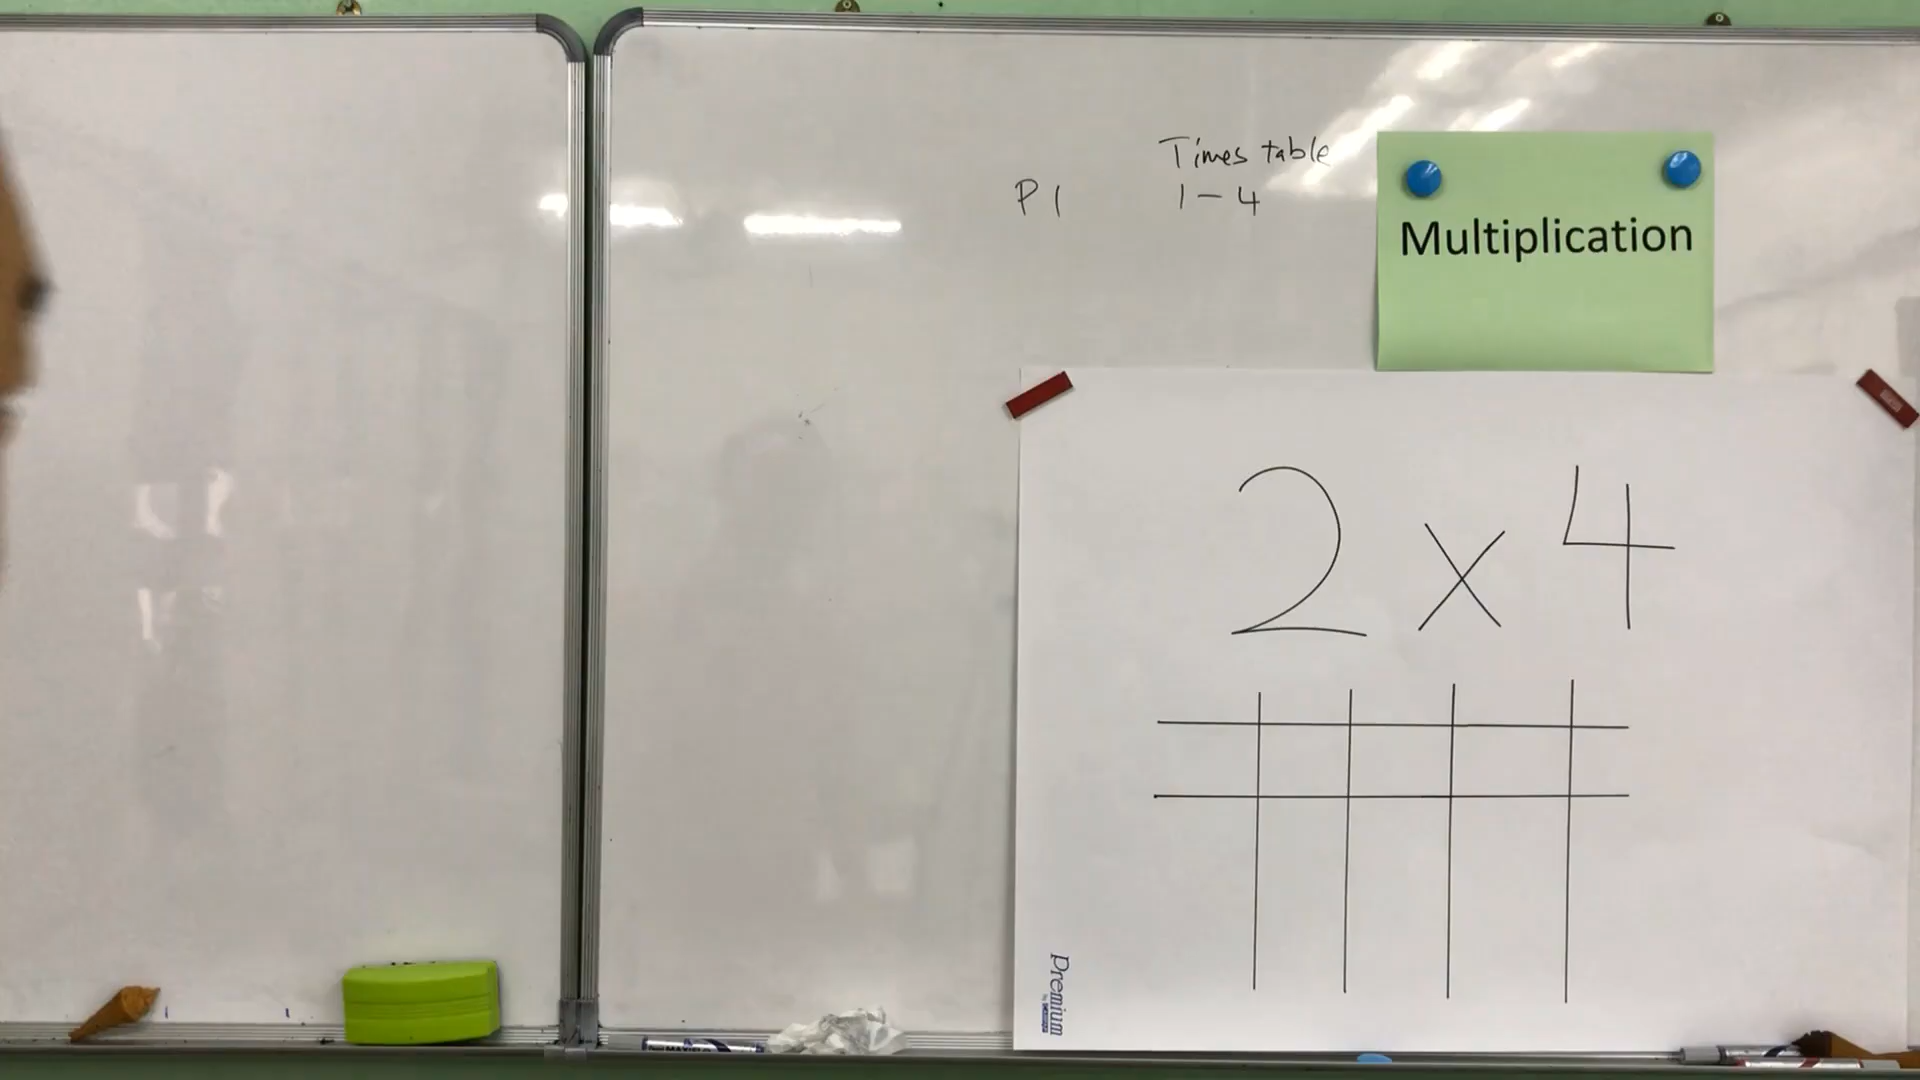 Times table
P1 1-4
Multiplication
2 x 4
Premium